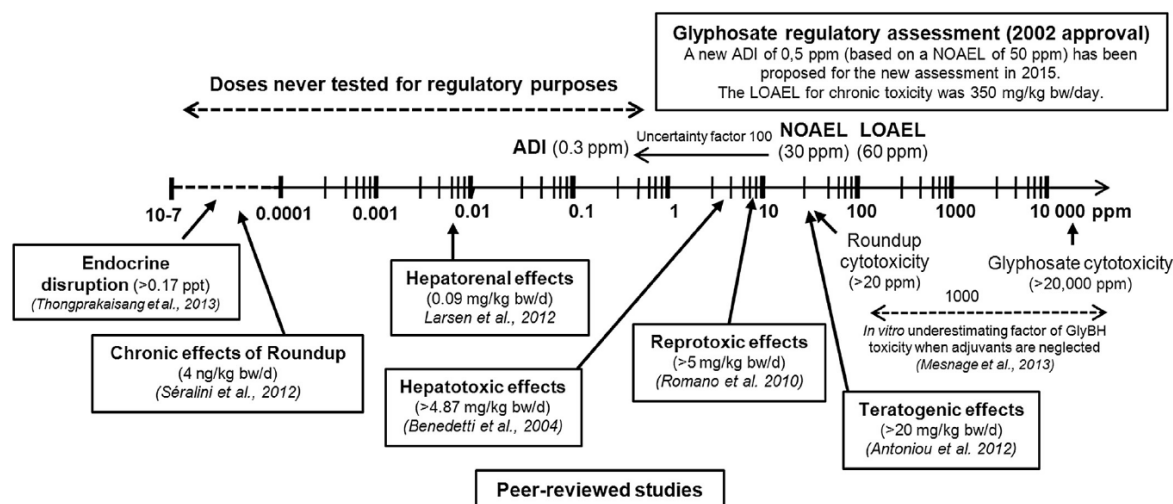 Glyphosate regulatory assessment (2002 approval)
A new ADI of 0,5 ppm (based on a NOAEL of 50 ppm) has been
proposed for the new assessment in 2015.
The LOAEL for chronic toxicity was 350 mg/kg bw/day.
Doses never tested for regulatory purposes
ADI (0.3 ppm)
Uncertainty factor 100
NOAEL
(30 ppm)
LOAEL
(60 ppm)
10-7 0.0001 0.001 0.01 0.1 1 10 100 1000 10 000 ppm
Endocrine
disruption (>0.17 ppt)
(Thongprakaisang et al., 2013)
Chronic effects of Roundup
(4 ng/kg bw/d)
(Séralini et al., 2012)
Hepatorenal effects
(0.09 mg/kg bw/d)
Larsen et al., 2012
Hepatotoxic effects
(>4.87 mg/kg bw/d)
(Benedetti et al., 2004)
Reprotoxic effects
(>5 mg/kg bw/d)
(Romano et al. 2010)
Teratogenic effects
(>20 mg/kg bw/d)
(Antoniou et al. 2012)
Roundup
cytotoxicity
(>20 ppm)
Glyphosate cytotoxicity
(>20,000 ppm)
1000
In vitro underestimating factor of GlyBH
toxicity when adjuvants are neglected
(Mesnage et al., 2013)
Peer-reviewed studies